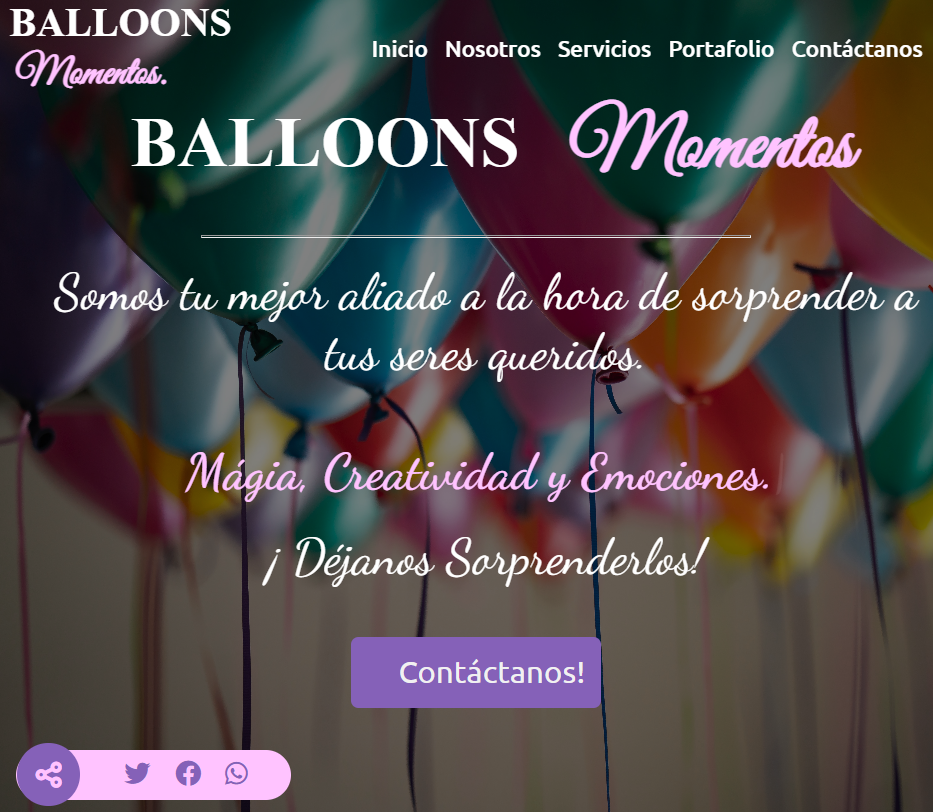 BALLOONS
Momentos.
Inicio Nosotros Servicios Portafolio Contáctanos
BALLOONS Momentos
Somos tu mejor aliado a la hora de sorprender a
tus seres queridos.
Mágia, Creatividad y Emociones.
¡ Déjanos Sorprenderlos!
Contáctanos!